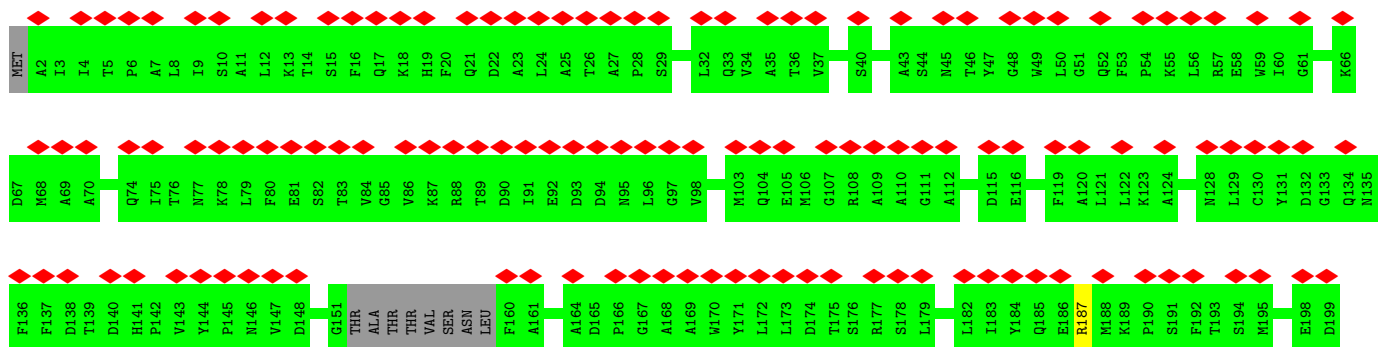 MET A2 I3 I4 T5 P6 A7 L8 I9 S10 A11 L12 K13 T14 S15 F16 Q17 K18 H19 F20 Q21 D22 A23 L24 A25 T26 A27 P28 S29 L32 Q33 V34 A35 T36 V37 S40 A43 S44 N45 T46 Y47 G48 W49 L50 G51 Q52 F53 P54 K55 L56 R57 E58 W59 I60 G61 K66
D67 M68 A69 A70 Q74 I75 T76 N77 K78 L79 F80 E81 S82 T83 V84 G85 V86 K87 R88 T89 D90 I91 E92 D93 D94 N95 L96 G97 V98 M103 Q104 E105 M106 G107 R108 A109 A110 G111 A112 D115 E116 F119 A120 L121 L122 K123 A124 N128 L129 C130 Y131 D132 G133 Q134 N135
F136 F137 D138 T139 D140 H141 P142 V143 Y144 P145 N146 V147 D148 G151 THR ALA THR THR VAL SER ASN LEU F160 A161 A164 D165 P166 G167 A168 A169 W170 Y171 L172 L173 D174 T175 S176 R177 S178 L179 L182 I183 Y184 Q185 E186 R187 M188 K189 P190 S191 F192 T193 S194 M195 E198 D199